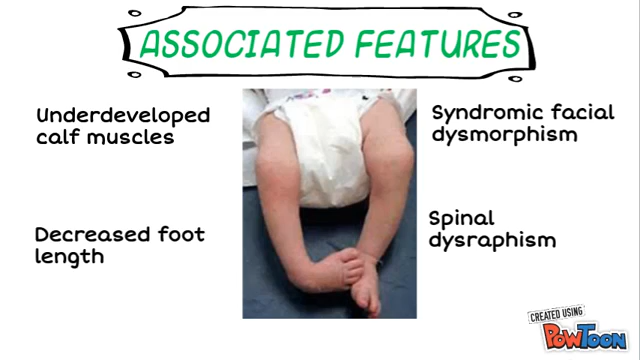 ASSOCIATED FEATURES
Underdeveloped
calf muscles
Syndromic facial
dysmorphism
Decreased foot
length
Spinal
dysraphism
CREATED USING
POWTOON